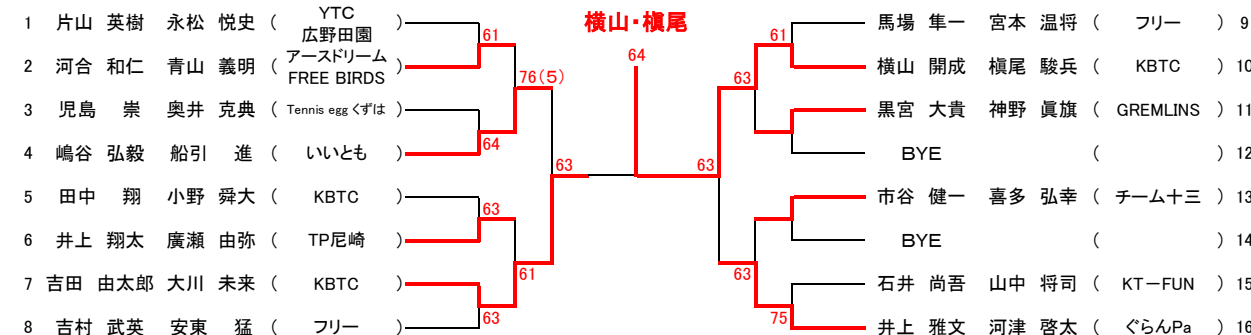 横山・槇尾
1 片山 英樹 永松 悦史 ( YTC 広野田園 )
2 河合 和仁 青山 義明 ( アースドリーム FREE BIRDS )
3 児島 崇 奥井 克典 ( Tennis egg くずは )
4 嶋谷 弘毅 船引 進 ( いいとも )
5 田中 翔 小野 舜大 ( KBTC )
6 井上 翔太 廣瀬 由弥 ( TP尼崎 )
7 吉田 由太郎 大川 未来 ( KBTC )
8 吉村 武英 安東 猛 ( フリー )
61
64
63
63
76(5)
61
63
64
63
63
63
61
75
馬場 隼一 宮本 温将 ( フリー ) 9
横山 開成 槇尾 駿兵 ( KBTC ) 10
黒宮 大貴 神野 眞旗 ( GREMLINS ) 11
BYE ( ) 12
市谷 健一 喜多 弘幸 ( チーム十三 ) 13
BYE ( ) 14
石井 尚吾 山中 将司 ( KT－FUN ) 15
井上 雅文 河津 啓太 ( ぐらんPa ) 16